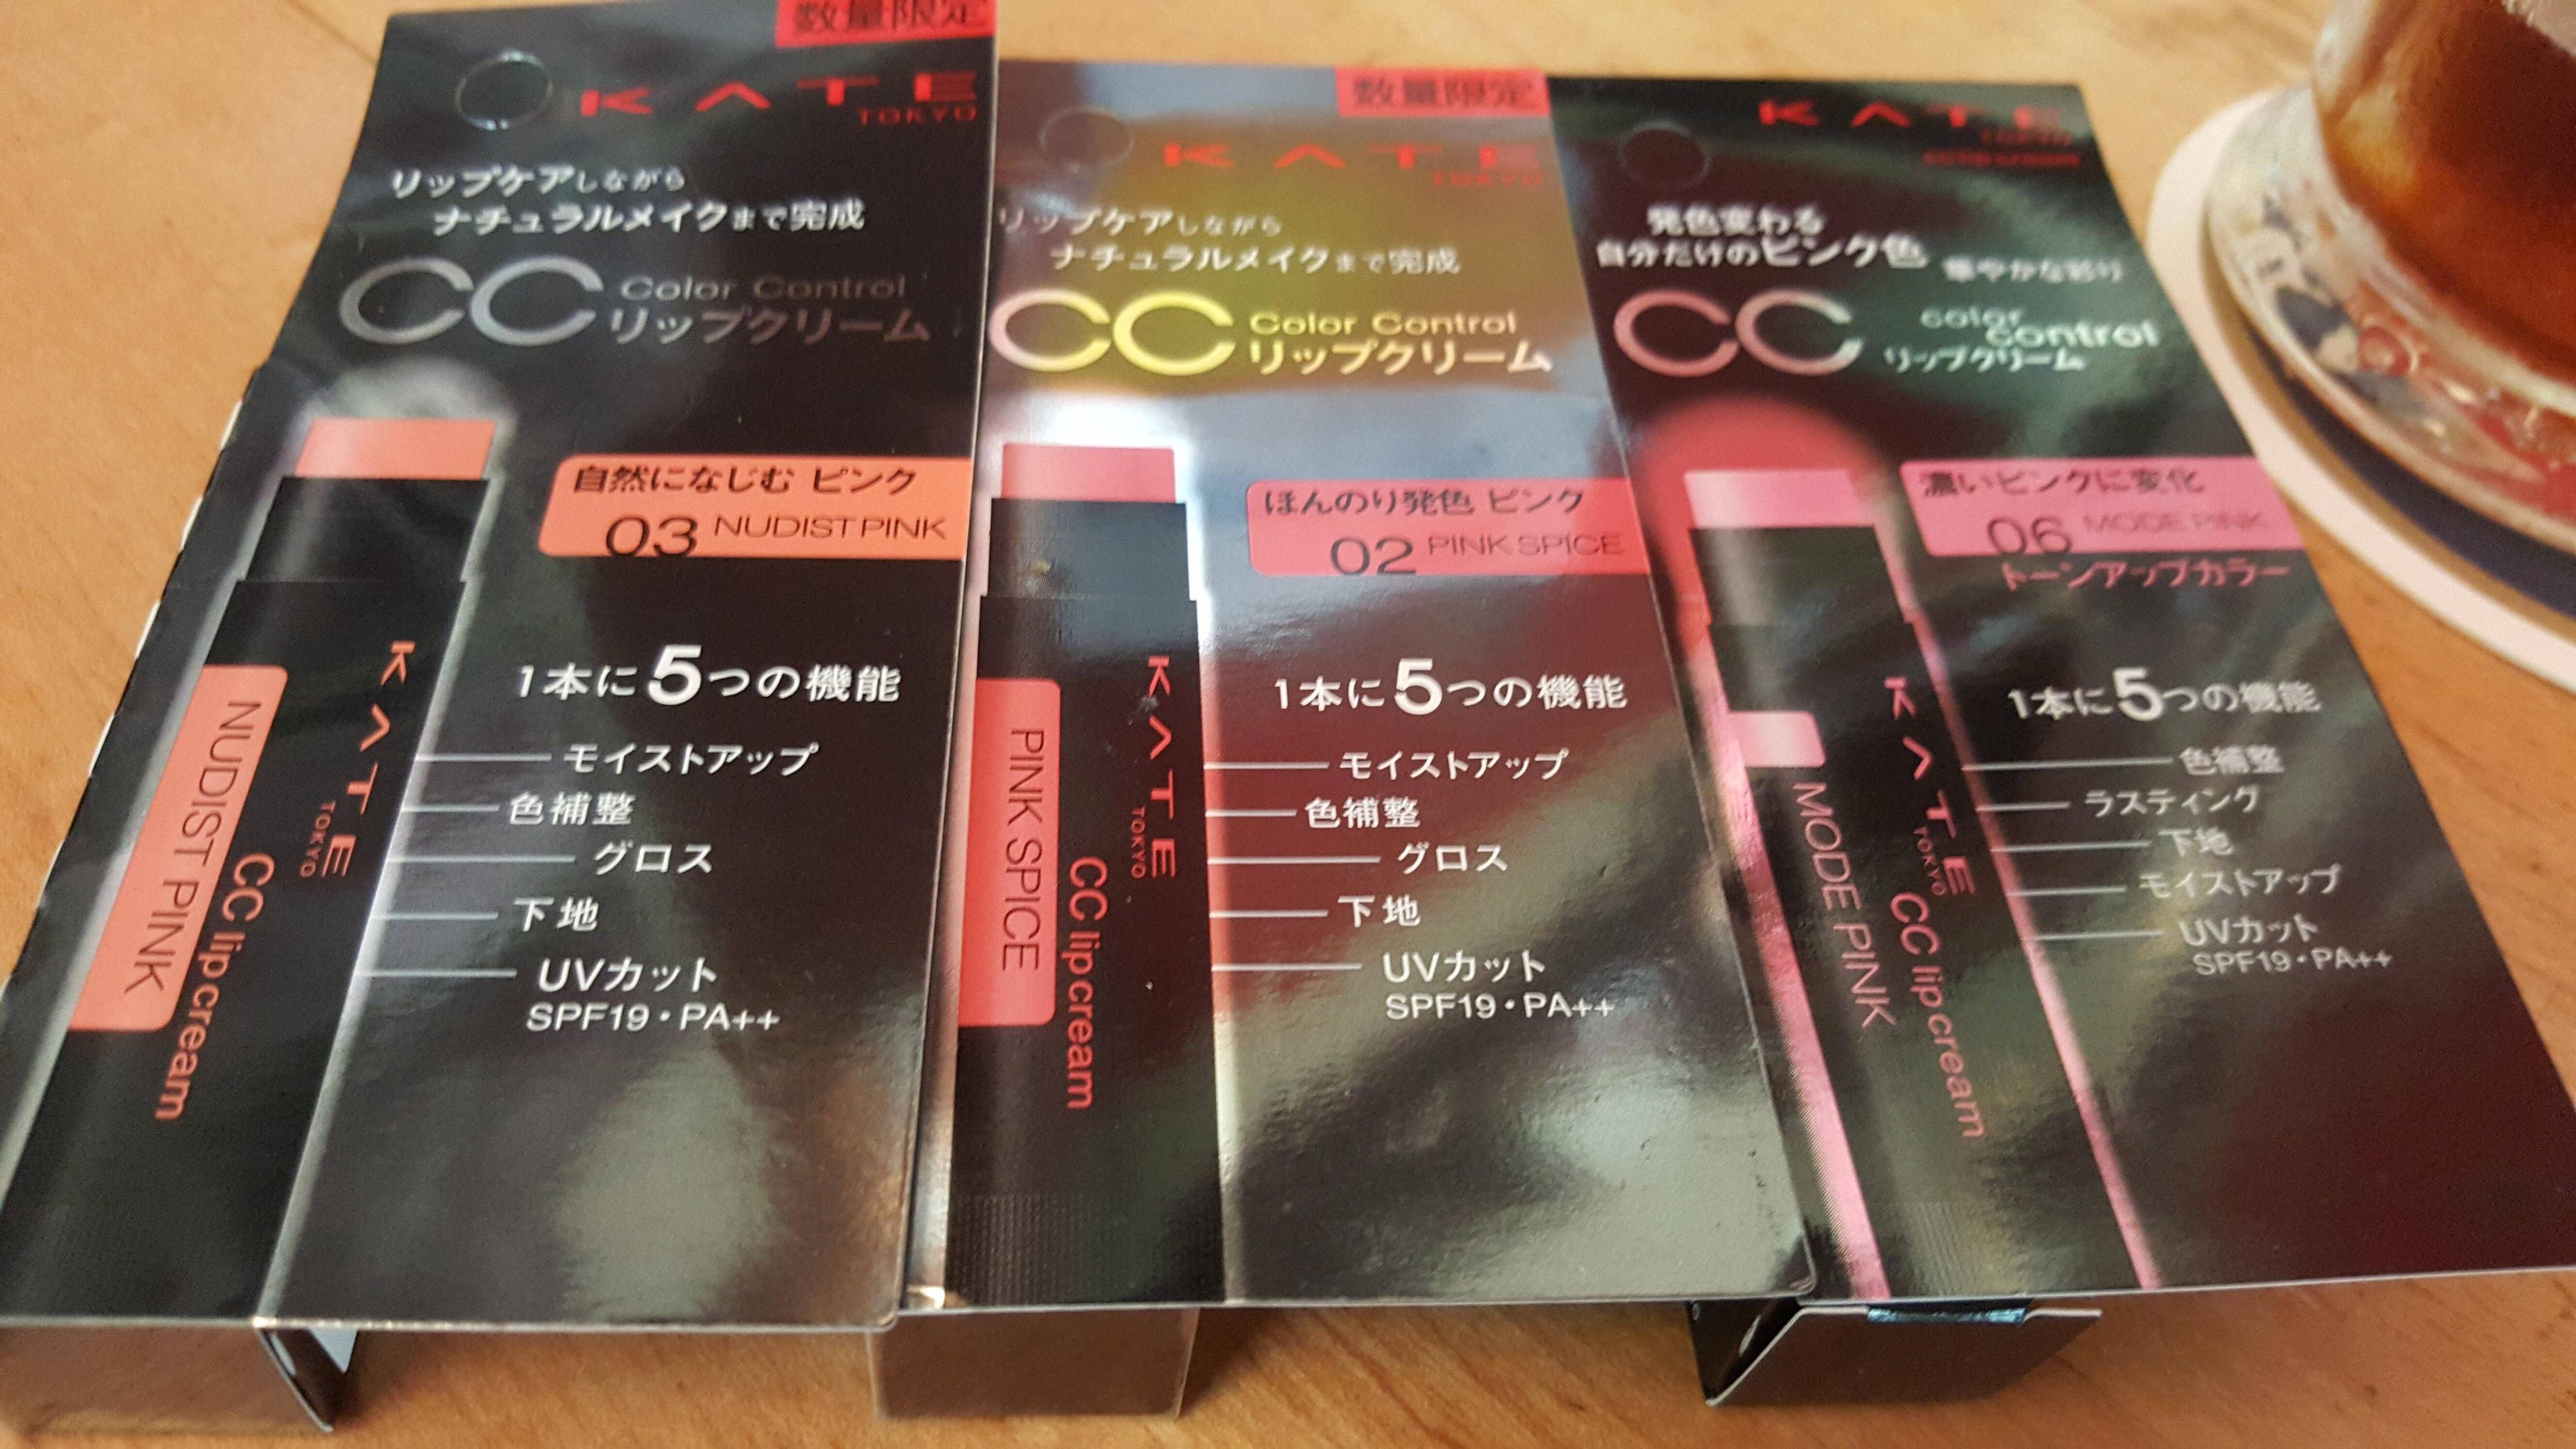 数量限定
KATE
TOKYO
リップケアしながら
ナチュラルメイクまで完成
CC Color Control
リップクリーム
自然になじむ ピンク
03 NUDIST PINK
1本に5つの機能
モイストアップ
色補整
グロス
下地
UVカット
SPF19・PA++
KATE
TOKYO
CC lip cream
NUDIST PINK
数量限定
KATE
TOKYO
リップケアしながら
ナチュラルメイクまで完成
CC Color Control
リップクリーム
ほんのり発色 ピンク
02 PINK SPICE
1本に5つの機能
モイストアップ
色補整
グロス
下地
UVカット
SPF19・PA++
KATE
TOKYO
CC lip cream
PINK SPICE
KATE
TOKYO
発色変わる
自分だけのピンク色
華やかな彩り
CC color control
リップクリーム
濃いピンクに変化
06 MODE PINK
トーンアップカラー
1本に5つの機能
色補整
ラスティング
下地
モイストアップ
UVカット
SPF19・PA++
KATE
TOKYO
CC lip cream
MODE PINK